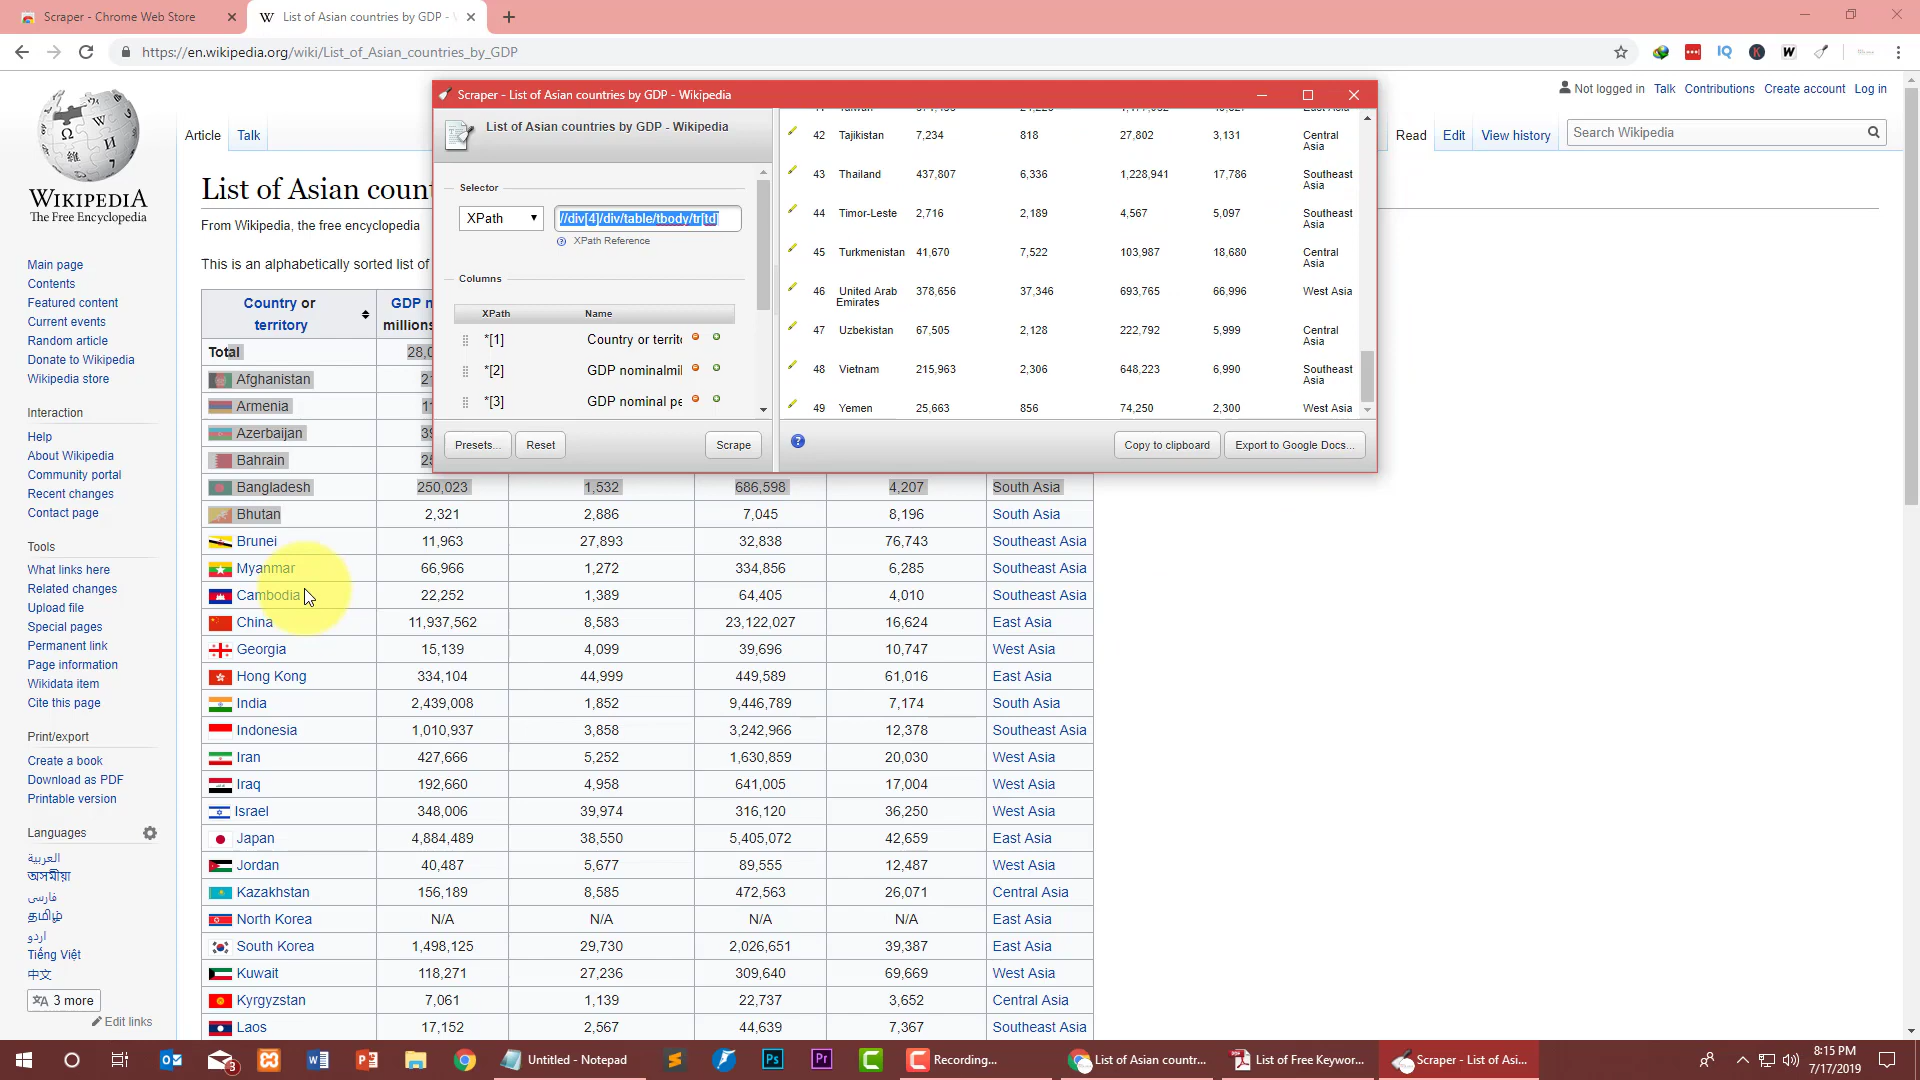 Scraper - Chrome Web Store
List of Asian countries by GDP -
https://en.wikipedia.org/wiki/List_of_Asian_countries_by_GDP
WIKIPEDIA
The Free Encyclopedia
Main page
Contents
Featured content
Current events
Random article
Donate to Wikipedia
Wikipedia store
Interaction
Help
About Wikipedia
Community portal
Recent changes
Contact page
Tools
What links here
Related changes
Upload file
Special pages
Permanent link
Page information
Wikidata item
Cite this page
Print/export
Create a book
Download as PDF
Printable version
Languages
العربية
অসমীয়া
فارسی
தமிழ்
اردو
Tiếng Việt
中文
3 more
Edit links
Not logged in Talk Contributions Create account Log in
Article Talk
Read Edit View history Search Wikipedia
List of Asian coun
From Wikipedia, the free encyclopedia
This is an alphabetically sorted list of
Country or territory GDP n millions
Total 28,0
Afghanistan 21
Armenia 11
Azerbaijan 39
Bahrain 25
Bangladesh 250,023 1,532 686,598 4,207 South Asia
Bhutan 2,321 2,886 7,045 8,196 South Asia
Brunei 11,963 27,893 32,838 76,743 Southeast Asia
Myanmar 66,966 1,272 334,856 6,285 Southeast Asia
Cambodia 22,252 1,389 64,405 4,010 Southeast Asia
China 11,937,562 8,583 23,122,027 16,624 East Asia
Georgia 15,139 4,099 39,696 10,747 West Asia
Hong Kong 334,104 44,999 449,589 61,016 East Asia
India 2,439,008 1,852 9,446,789 7,174 South Asia
Indonesia 1,010,937 3,858 3,242,966 12,378 Southeast Asia
Iran 427,666 5,252 1,630,859 20,030 West Asia
Iraq 192,660 4,958 641,005 17,004 West Asia
Israel 348,006 39,974 316,120 36,250 West Asia
Japan 4,884,489 38,550 5,405,072 42,659 East Asia
Jordan 40,487 5,677 89,555 12,487 West Asia
Kazakhstan 156,189 8,585 472,563 26,071 Central Asia
North Korea N/A N/A N/A N/A East Asia
South Korea 1,498,125 29,730 2,026,651 39,387 East Asia
Kuwait 118,271 27,236 309,640 69,669 West Asia
Kyrgyzstan 7,061 1,139 22,737 3,652 Central Asia
Laos 17,152 2,567 44,639 7,367 Southeast Asia
Scraper - List of Asian countries by GDP - Wikipedia
List of Asian countries by GDP - Wikipedia
Selector
XPath //div[4]/div/table/tbody/tr[td]
XPath Reference
Columns
XPath Name
*[1] Country or territo
*[2] GDP nominalmil
*[3] GDP nominal pe
Presets... Reset Scrape
42 Tajikistan 7,234 818 27,802 3,131 Central Asia
43 Thailand 437,807 6,336 1,228,941 17,786 Southeast Asia
44 Timor-Leste 2,716 2,189 4,567 5,097 Southeast Asia
45 Turkmenistan 41,670 7,522 103,987 18,680 Central Asia
46 United Arab Emirates 378,656 37,346 693,765 66,996 West Asia
47 Uzbekistan 67,505 2,128 222,792 5,999 Central Asia
48 Vietnam 215,963 2,306 648,223 6,990 Southeast Asia
49 Yemen 25,663 856 74,250 2,300 West Asia
Copy to clipboard Export to Google Docs...
Untitled - Notepad
Recording...
List of Asian countr...
List of Free Keywor...
Scraper - List of Asi...
8:15 PM
7/17/2019